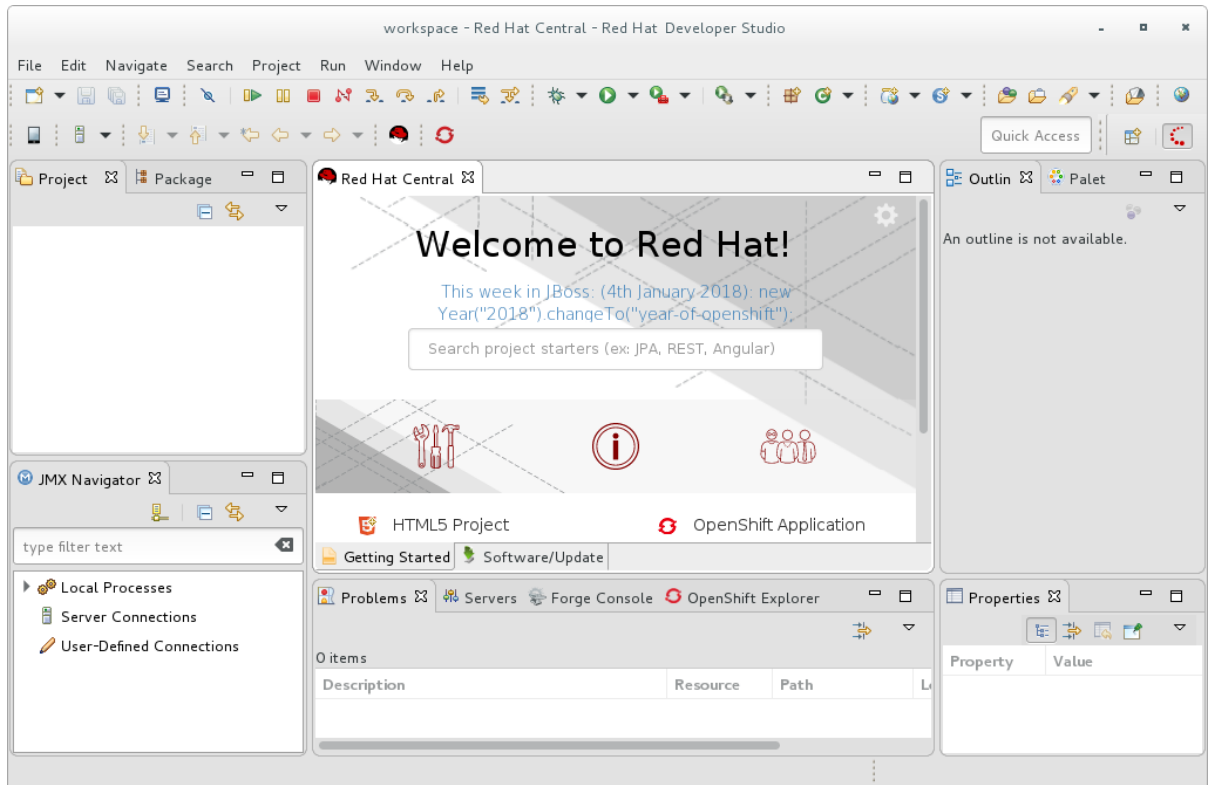 workspace - Red Hat Central - Red Hat Developer Studio
File Edit Navigate Search Project Run Window Help
Quick Access
Project Package
Red Hat Central
Outlin Palet
Welcome to Red Hat!
An outline is not available.
This week in JBoss: (4th January 2018): new
Year("2018").changeTo("year-of-openshift");
Search project starters (ex: JPA, REST, Angular)
JMX Navigator
type filter text
HTML5 Project OpenShift Application
Getting Started Software/Update
Local Processes
Server Connections
User-Defined Connections
Problems Servers Forge Console OpenShift Explorer
Properties
0 items
Property Value
Description Resource Path